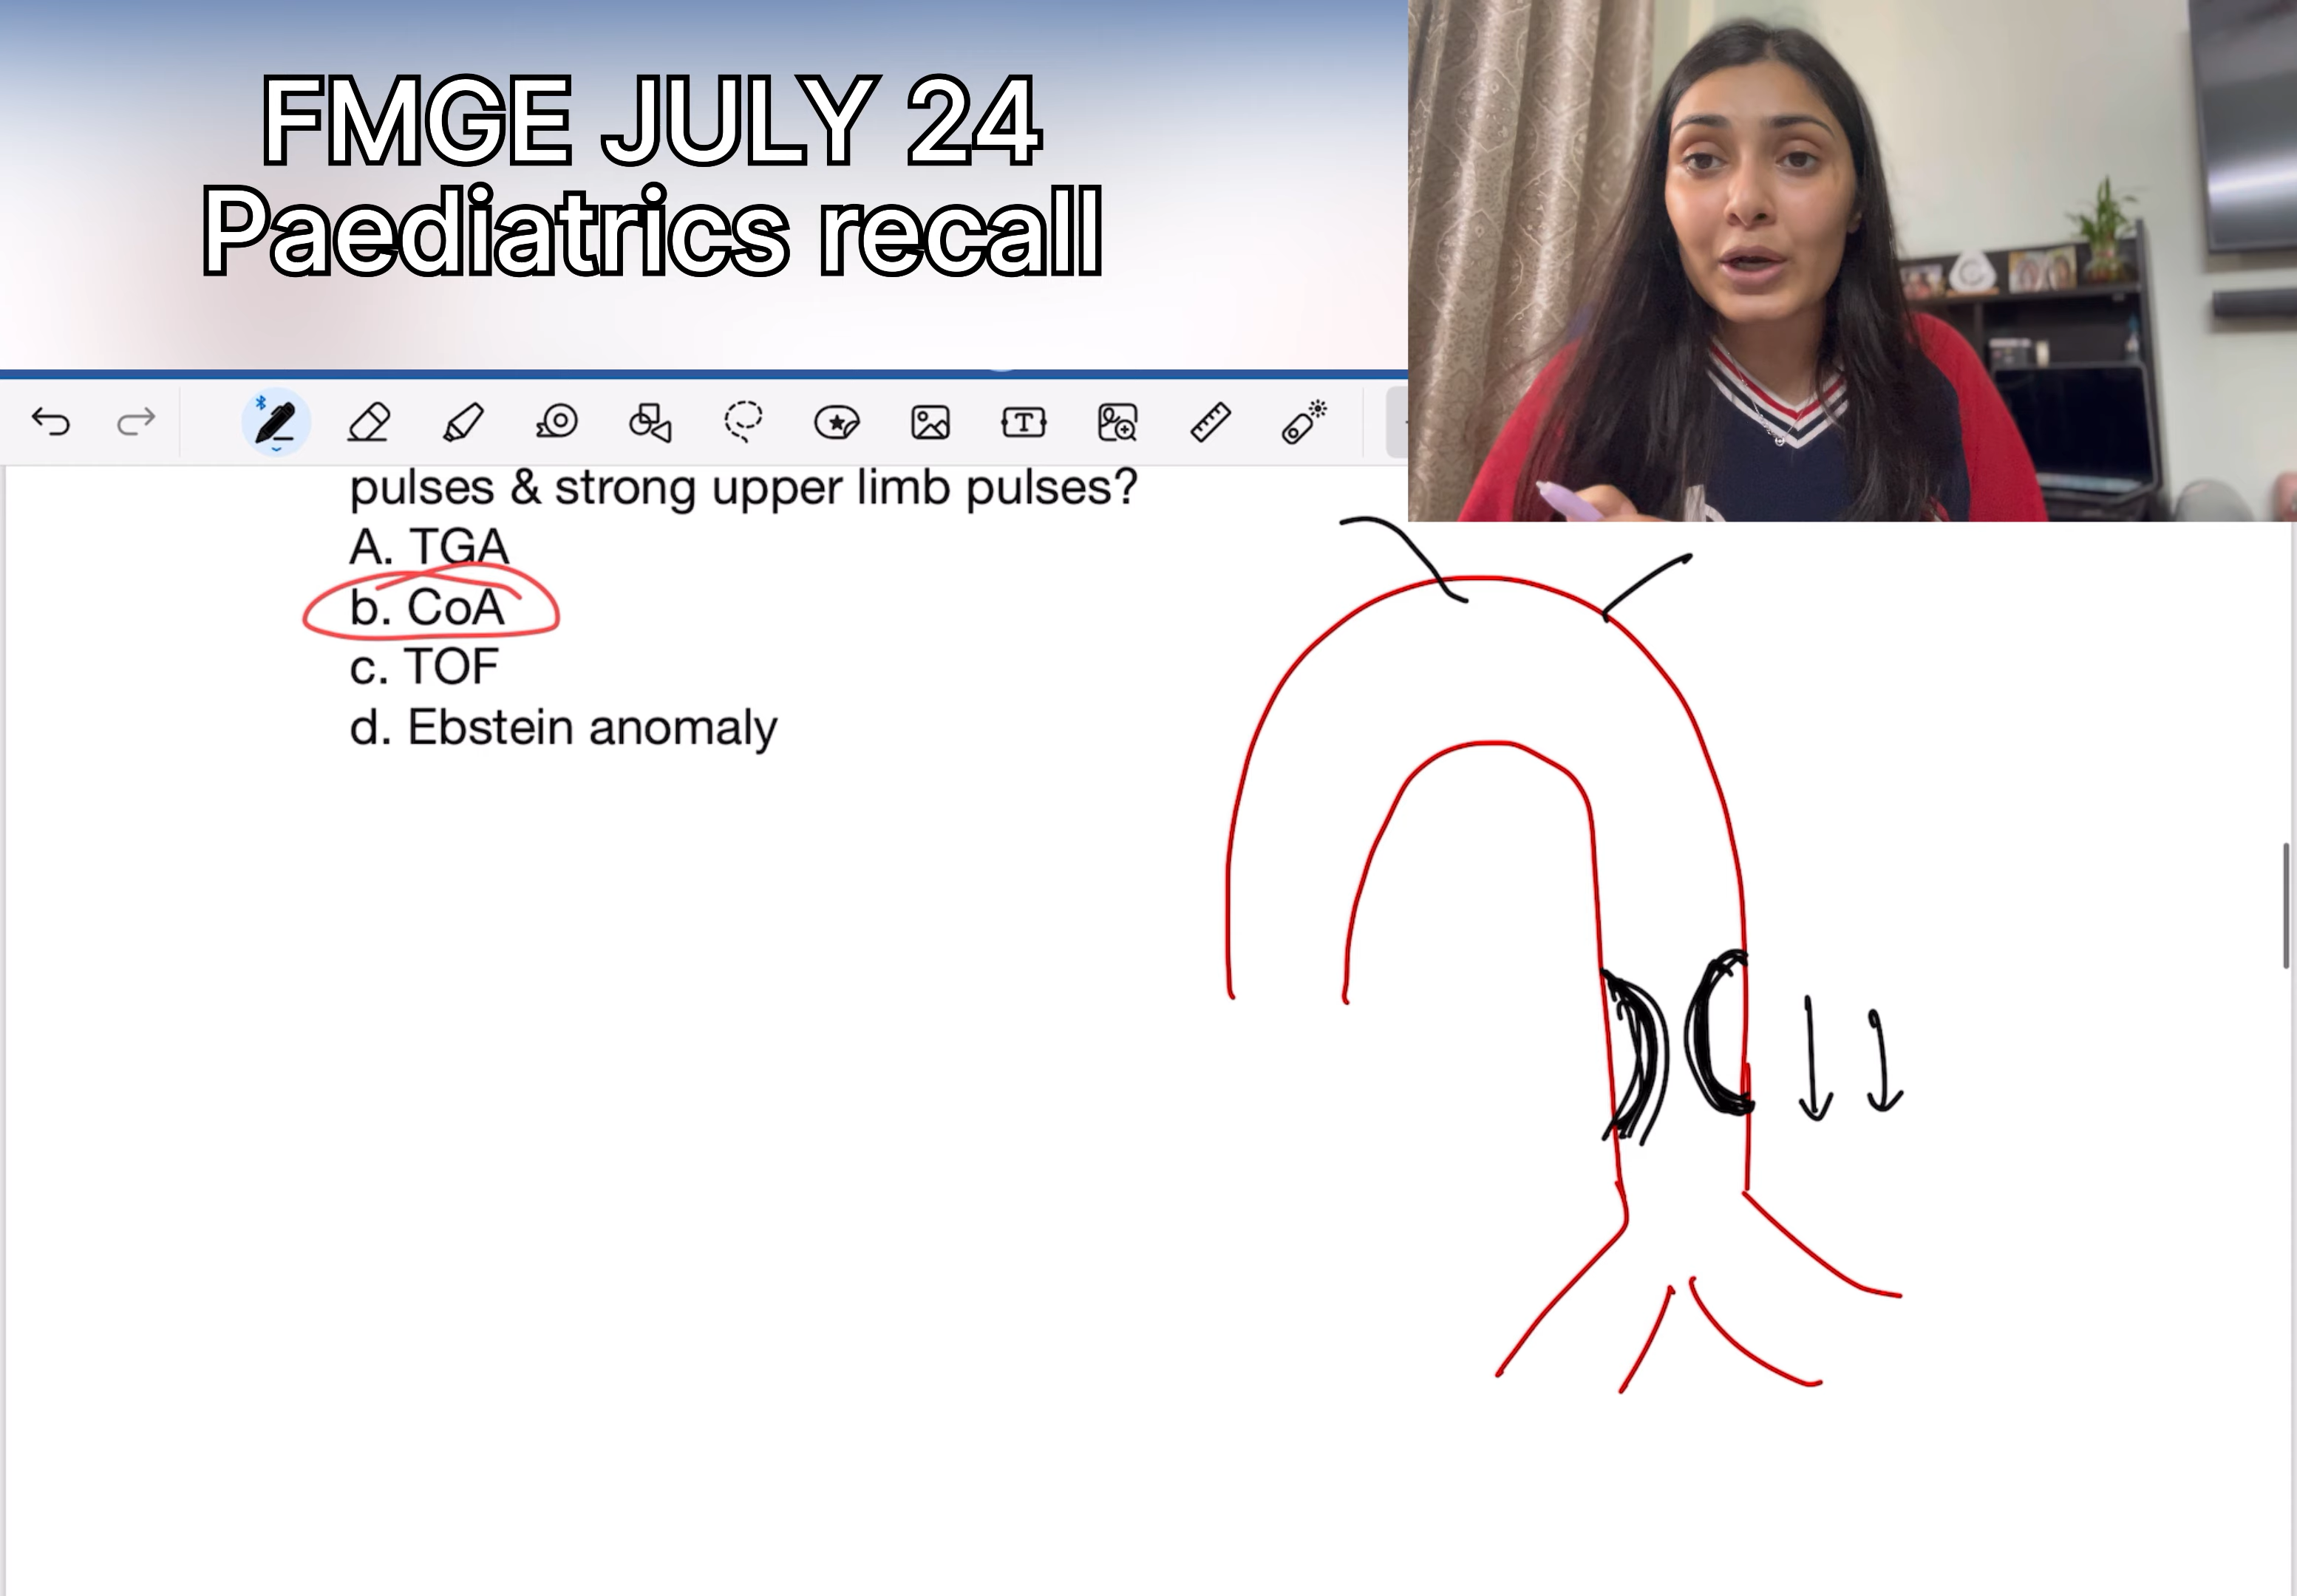 FMGE JULY 24
Paediatrics recall
pulses & strong upper limb pulses?
A. TGA
b. CoA
c. TOF
d. Ebstein anomaly